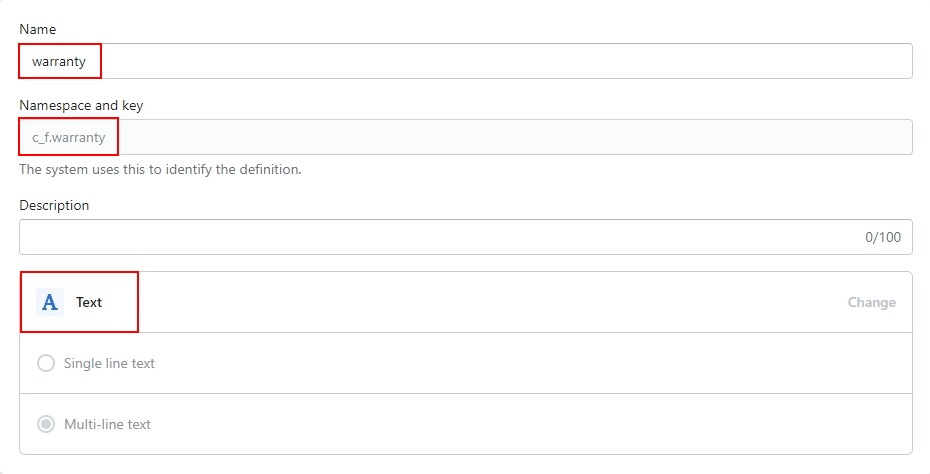 Name
warranty
Namespace and key
c_f.warranty
The system uses this to identify the definition.
Description
0/100
A Text Change
Single line text
Multi-line text